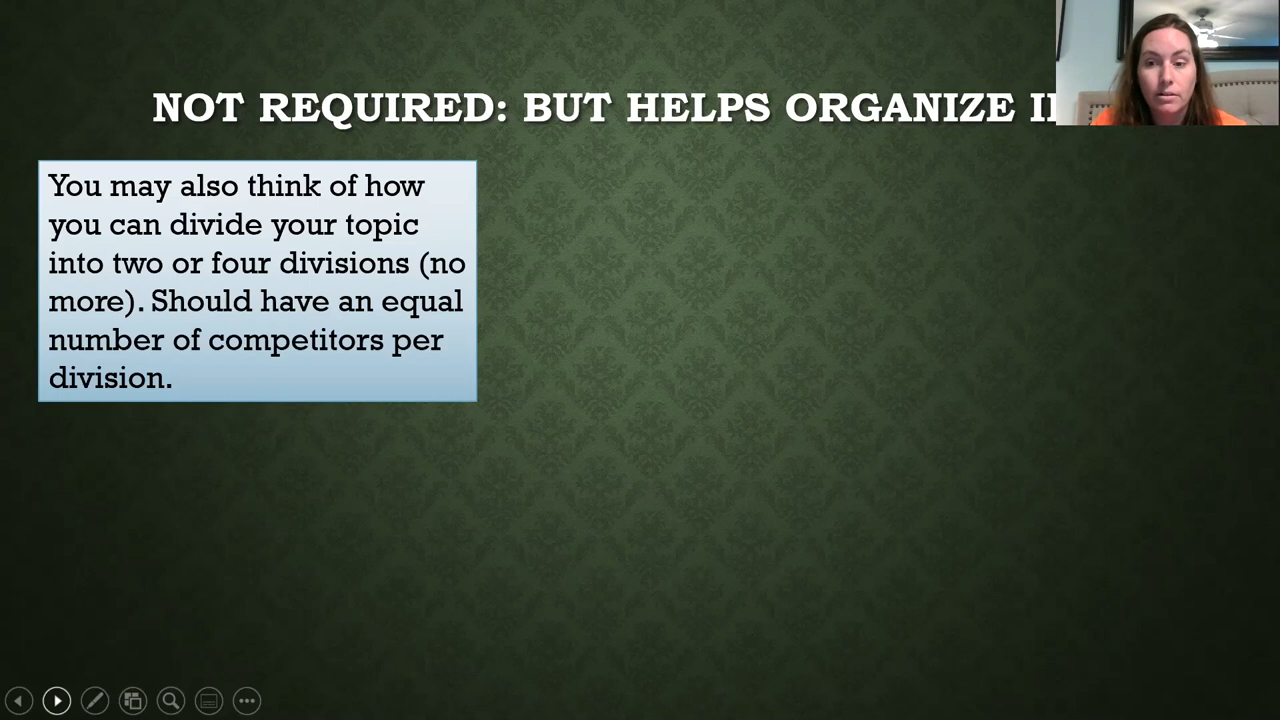 NOT REQUIRED: BUT HELPS ORGANIZE
You may also think of how
you can divide your topic
into two or four divisions (no
more). Should have an equal
number of competitors per
division.